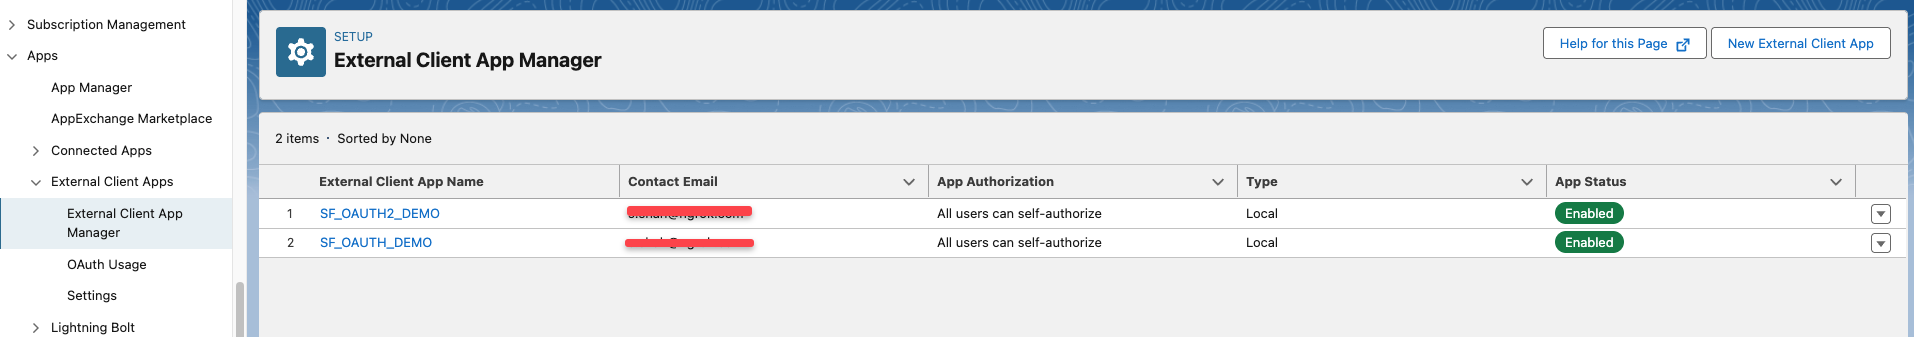 Subscription Management
Apps
App Manager
AppExchange Marketplace
Connected Apps
External Client Apps
External Client App
Manager
OAuth Usage
Settings
Lightning Bolt
SETUP
External Client App Manager
Help for this Page
New External Client App
2 items · Sorted by None
External Client App Name Contact Email App Authorization Type App Status
1 SF_OAUTH2_DEMO All users can self-authorize Local Enabled
2 SF_OAUTH_DEMO All users can self-authorize Local Enabled